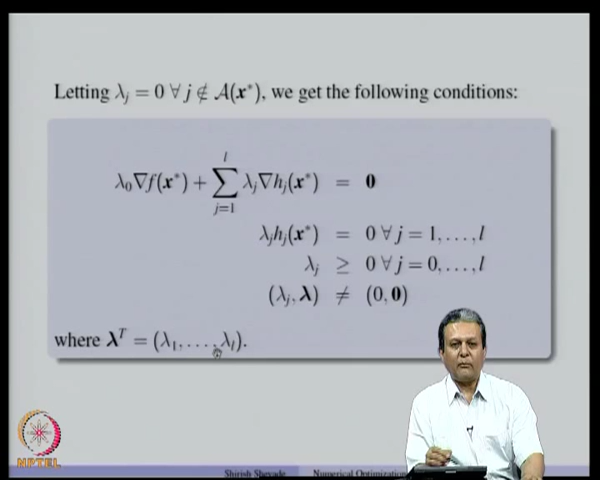 Letting λ_j = 0 ∀ j ∉ 𝒜(x*), we get the following conditions:
λ_0∇f(x*) + ∑_{j=1}^{l} λ_j∇h_j(x*) = 0
λ_jh_j(x*) = 0 ∀ j = 1, . . . , l
λ_j ≥ 0 ∀ j = 0, . . . , l
(λ_j, λ) ≠ (0, 0)
where λ^T = (λ_1, . . . , λ_l).
NPTEL
Shirish Shevade Numerical Optimization